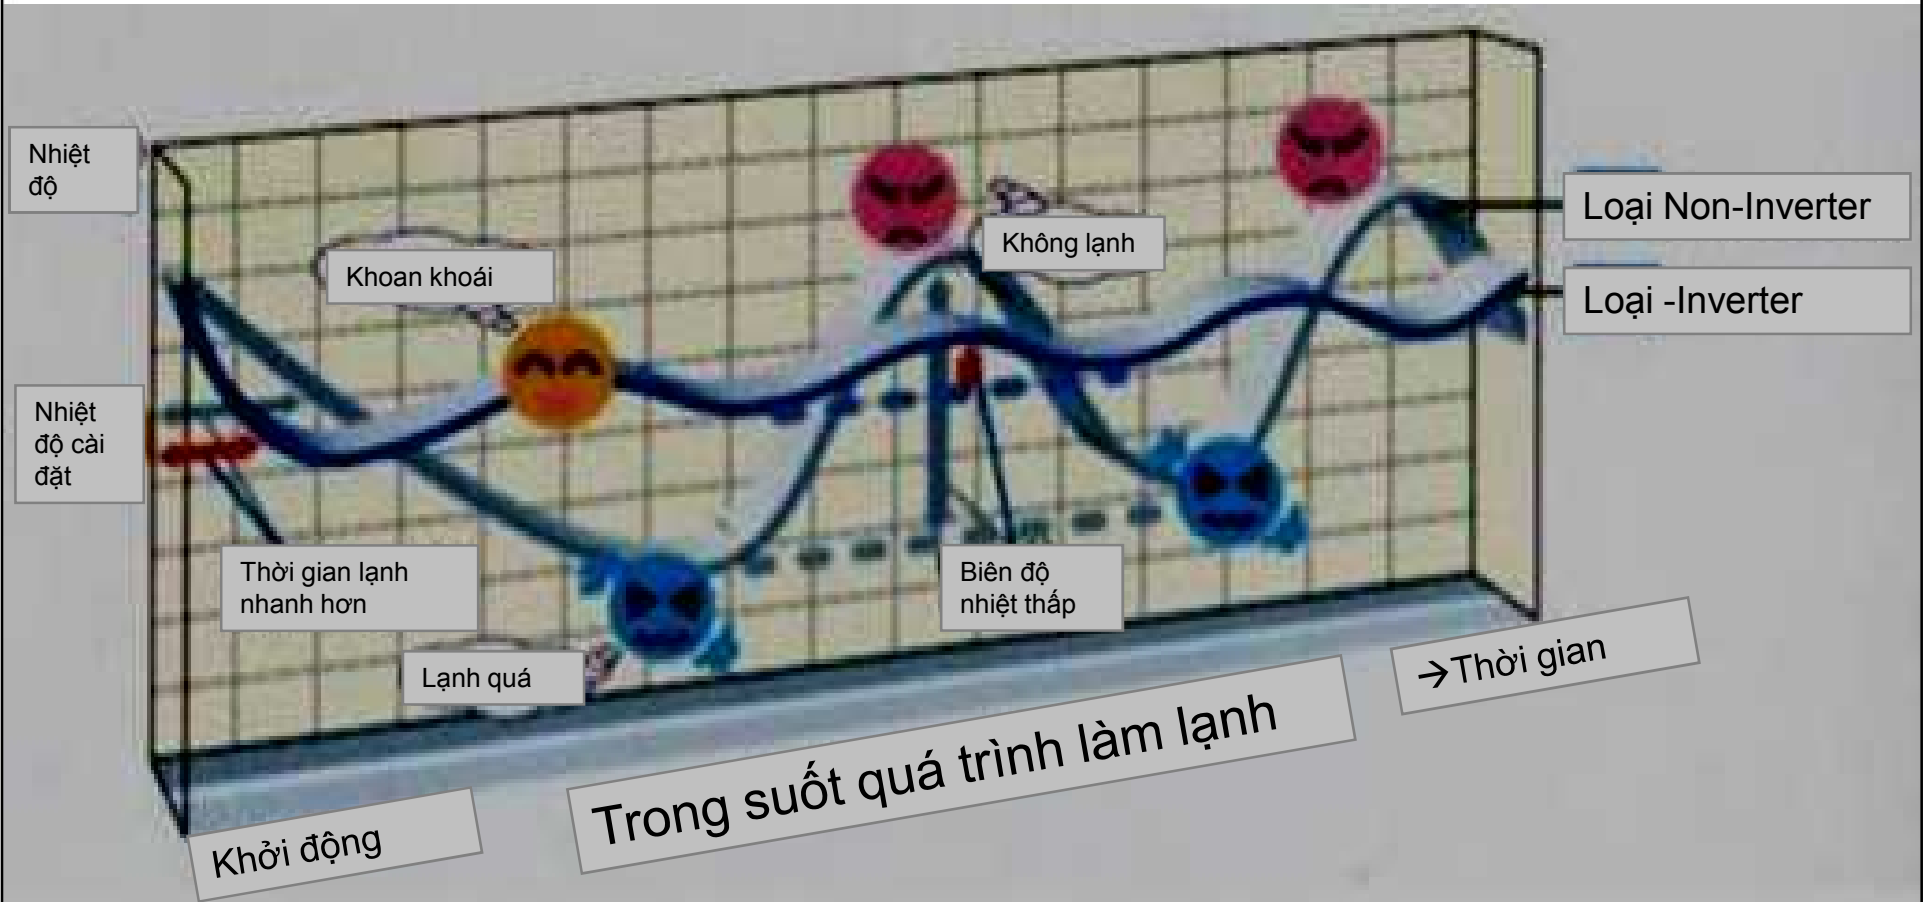 Nhiệt
độ
Khoan khoái
Không lạnh
Loại Non-Inverter
Loại -Inverter
Nhiệt
độ cài
đặt
Thời gian lạnh
nhanh hơn
Biên độ
nhiệt thấp
Lạnh quá
→Thời gian
Trong suốt quá trình làm lạnh
Khởi động